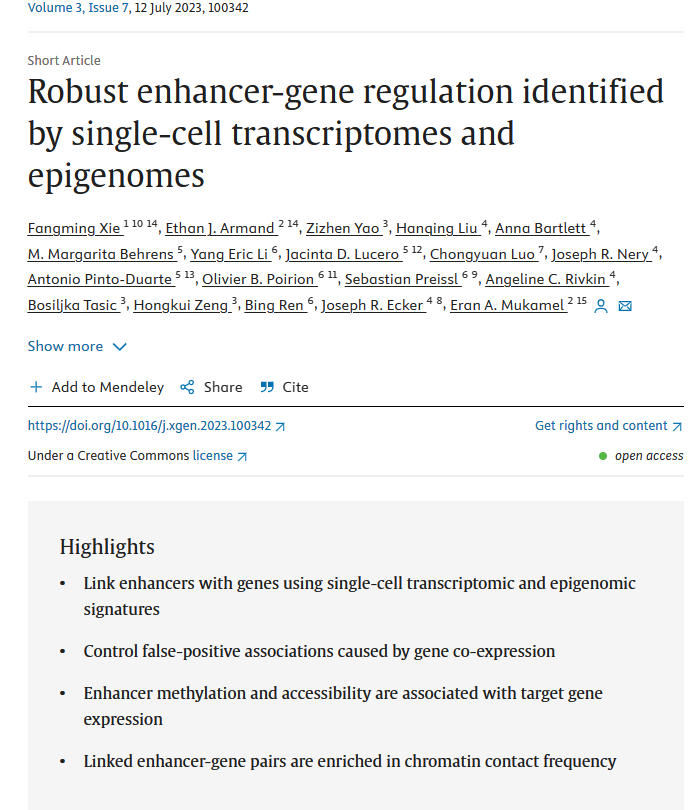 Volume 3, Issue 7, 12 July 2023, 100342
Short Article
Robust enhancer-gene regulation identified
by single-cell transcriptomes and
epigenomes
Fangming Xie 1 10 14, Ethan J. Armand 2 14, Zizhen Yao 3, Hanqing Liu 4, Anna Bartlett 4,
M. Margarita Behrens 5, Yang Eric Li 6, Jacinta D. Lucero 5 12, Chongyuan Luo 7, Joseph R. Nery 4,
Antonio Pinto-Duarte 5 13, Olivier B. Poirion 6 11, Sebastian Preissl 6 9, Angeline C. Rivkin 4,
Bosiljka Tasic 3, Hongkui Zeng 3, Bing Ren 6, Joseph R. Ecker 4 8, Eran A. Mukamel 2 15
Show more
Add to Mendeley Share Cite
https://doi.org/10.1016/j.xgen.2023.100342 Get rights and content
Under a Creative Commons license open access
Highlights
• Link enhancers with genes using single-cell transcriptomic and epigenomic
signatures
• Control false-positive associations caused by gene co-expression
• Enhancer methylation and accessibility are associated with target gene
expression
• Linked enhancer-gene pairs are enriched in chromatin contact frequency